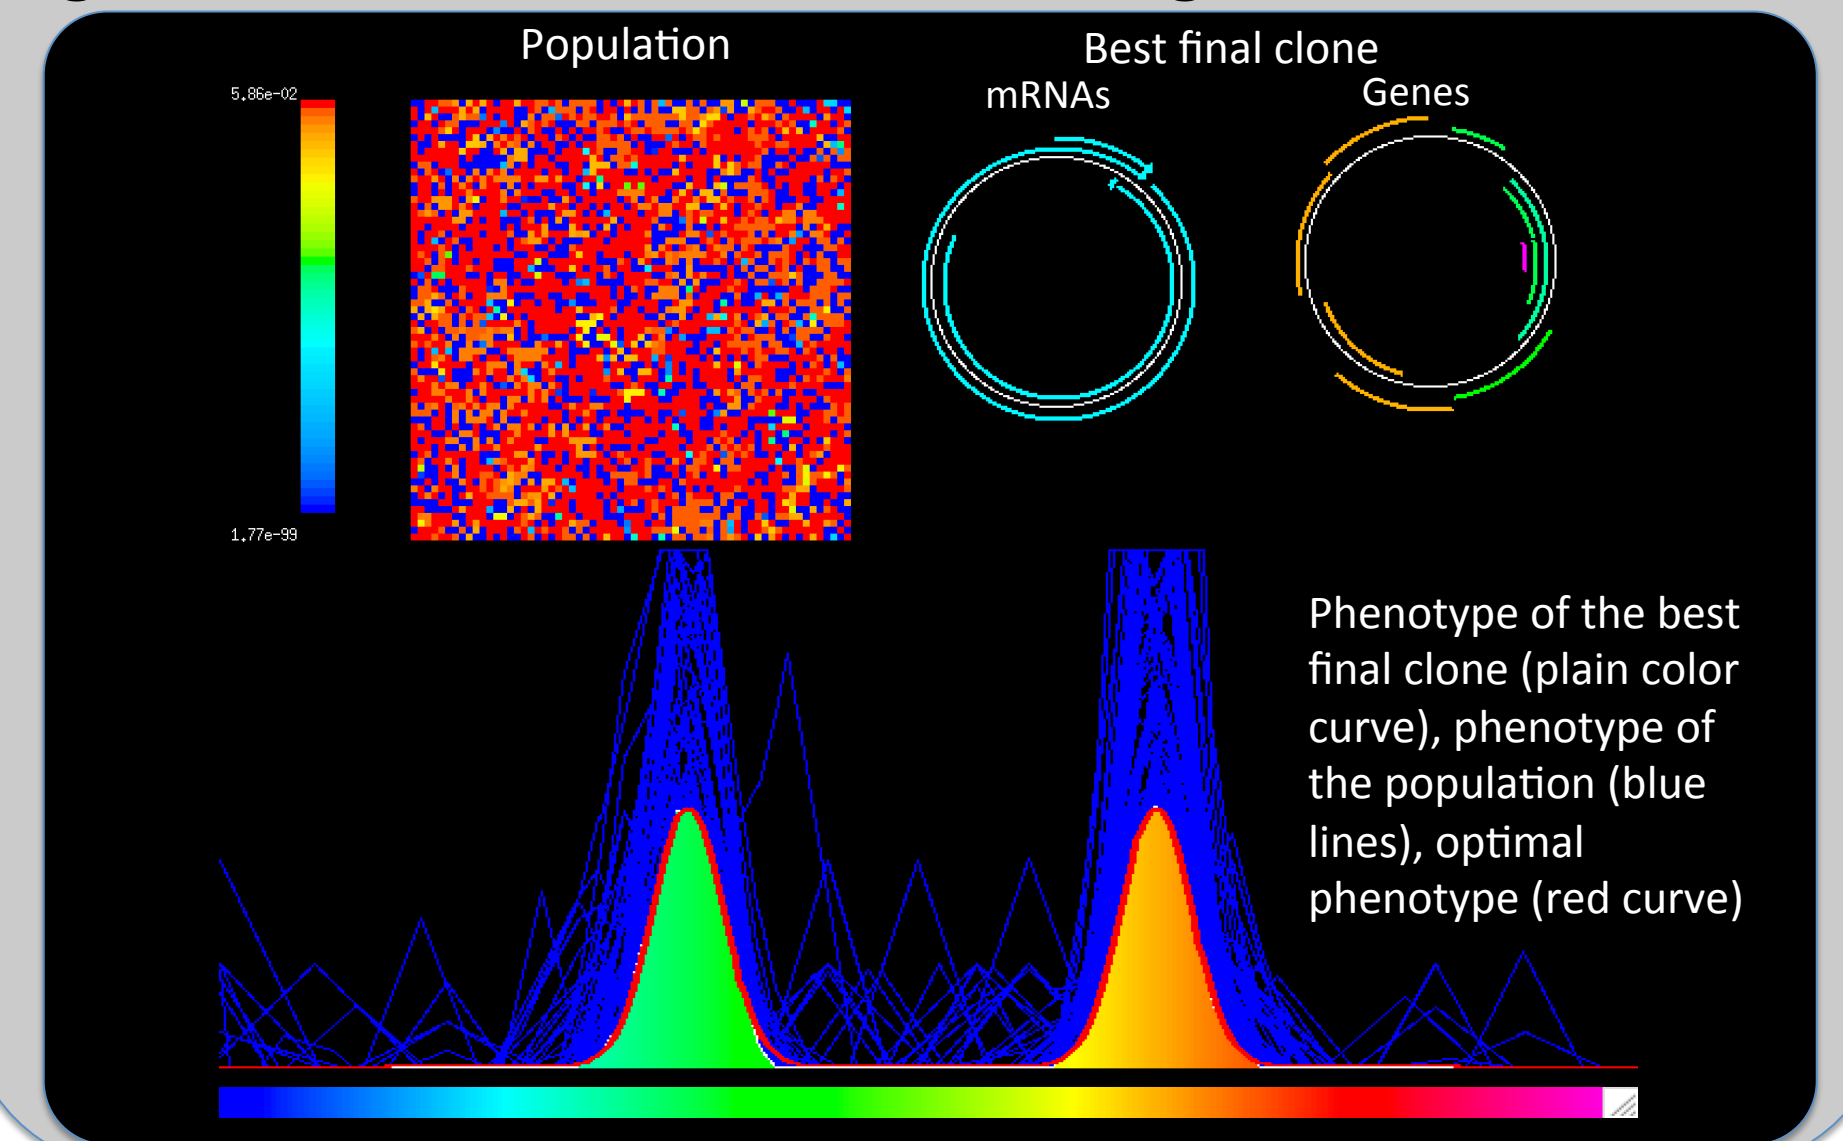 Population
Best final clone
mRNAs
Genes
5.86e-02
1.77e-99
Phenotype of the best
final clone (plain color
curve), phenotype of
the population (blue
lines), optimal
phenotype (red curve)